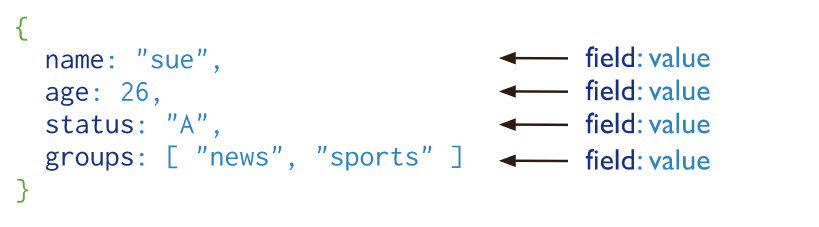 {
name: "sue", field: value
age: 26, field: value
status: "A", field: value
groups: [ "news", "sports" ] field: value
}